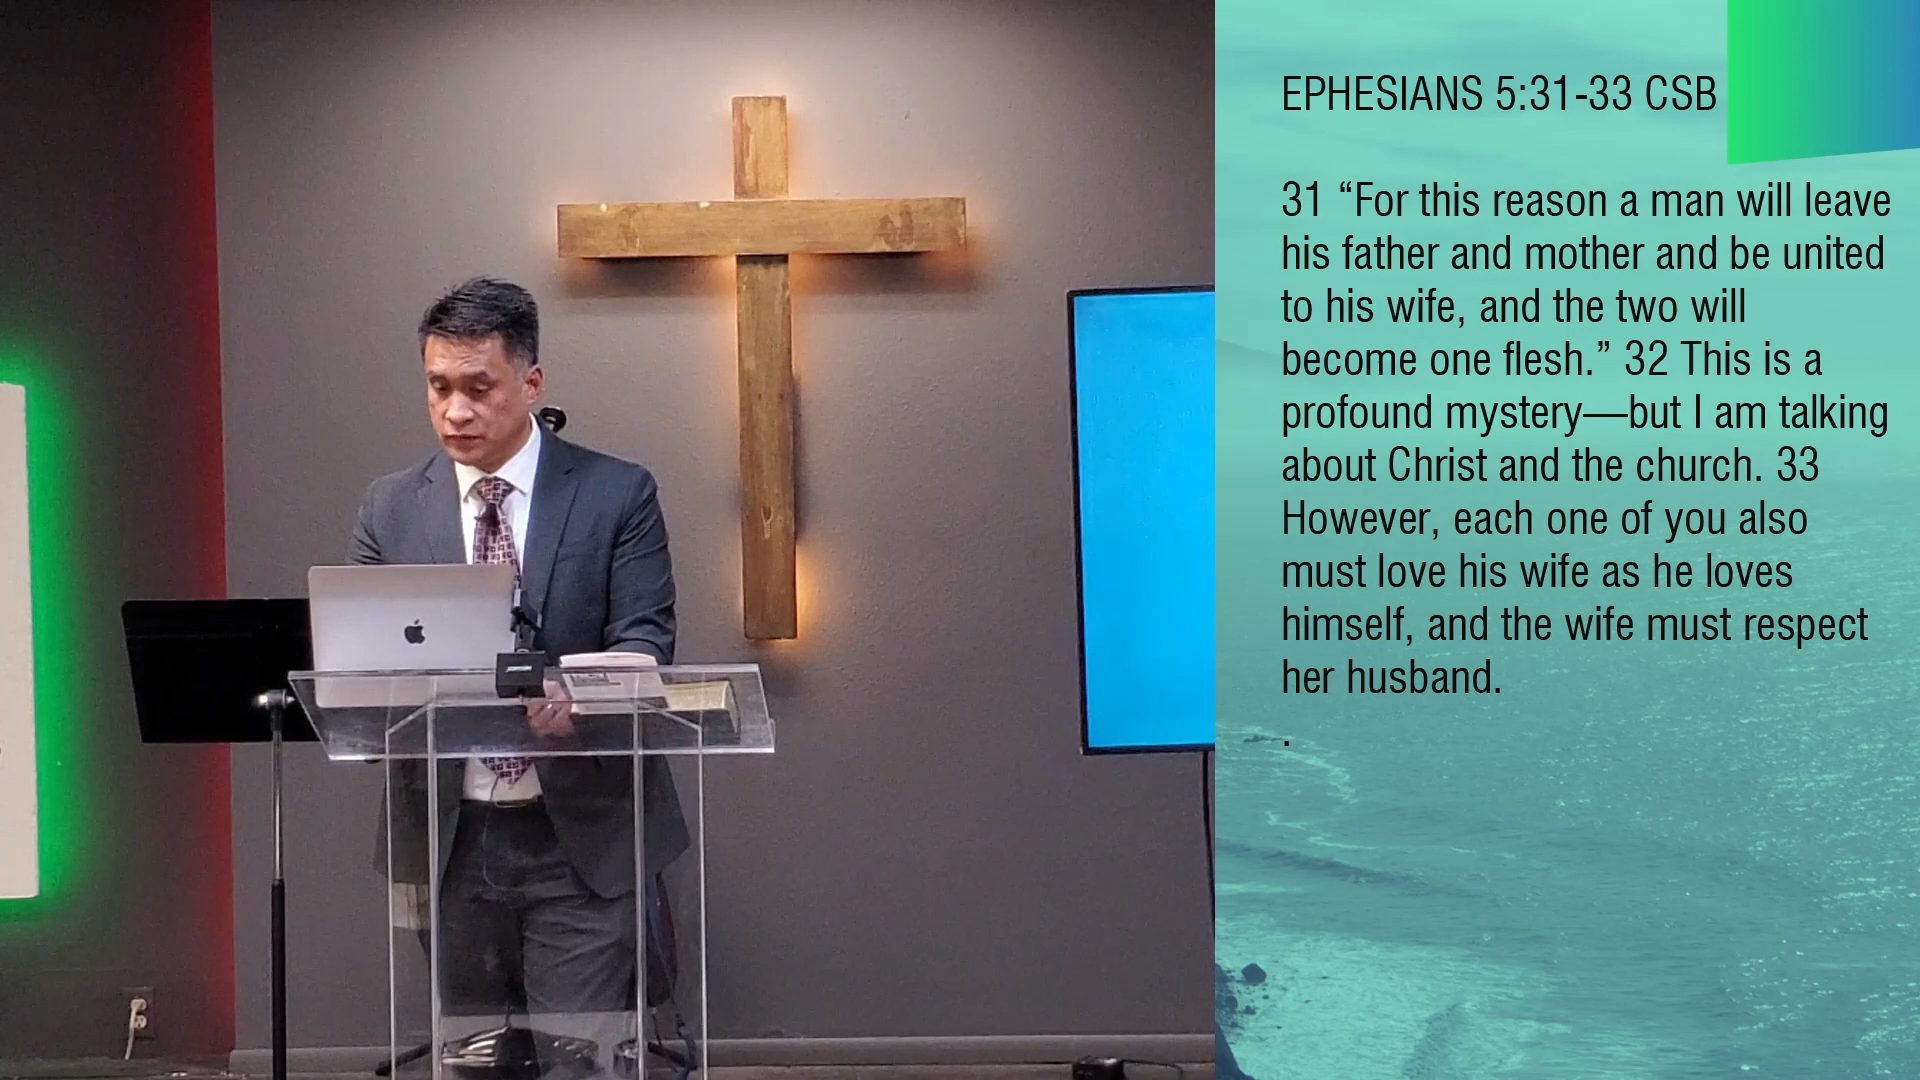 EPHESIANS 5:31-33 CSB
31 “For this reason a man will leave
his father and mother and be united
to his wife, and the two will
become one flesh.” 32 This is a
profound mystery—but I am talking
about Christ and the church. 33
However, each one of you also
must love his wife as he loves
himself, and the wife must respect
her husband.
.